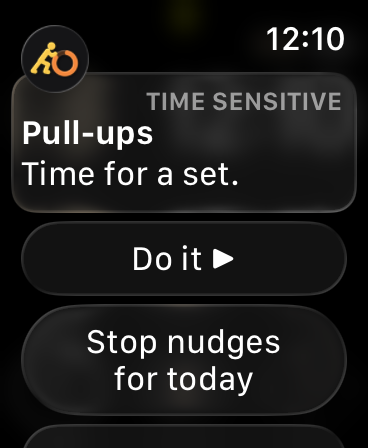 12:10
TIME SENSITIVE
Pull-ups
Time for a set.
Do it ▶
Stop nudges
for today